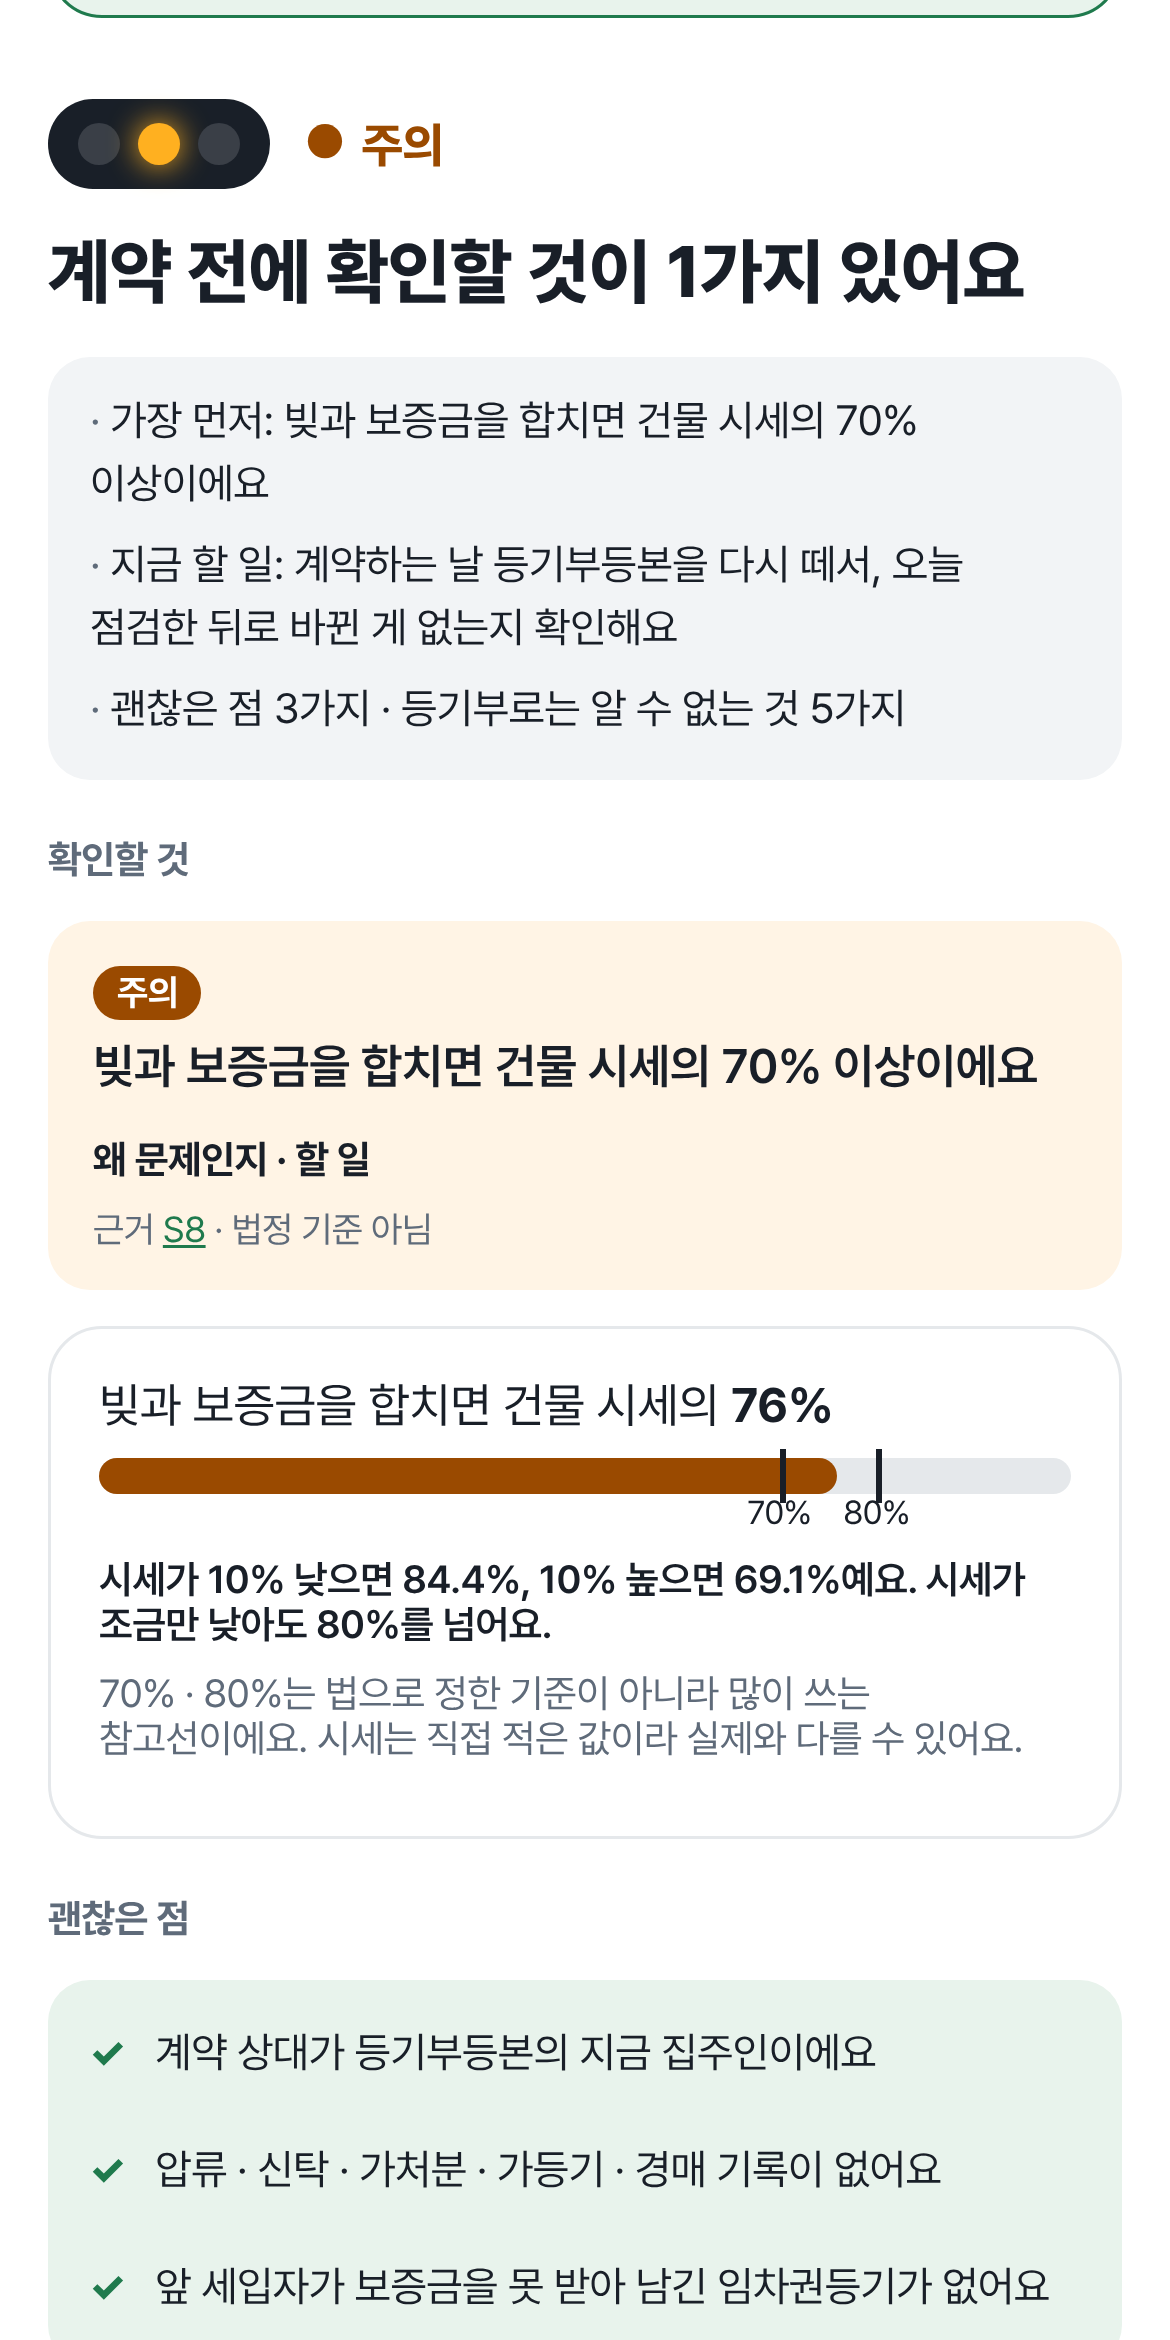 주의
계약 전에 확인할 것이 1가지 있어요
· 가장 먼저: 빚과 보증금을 합치면 건물 시세의 70%
이상이에요
· 지금 할 일: 계약하는 날 등기부등본을 다시 떼서, 오늘
점검한 뒤로 바뀐 게 없는지 확인해요
· 괜찮은 점 3가지 · 등기부로는 알 수 없는 것 5가지
확인할 것
주의
빚과 보증금을 합치면 건물 시세의 70% 이상이에요
왜 문제인지 · 할 일
근거 S8 · 법정 기준 아님
빚과 보증금을 합치면 건물 시세의 76%
70% 80%
시세가 10% 낮으면 84.4%, 10% 높으면 69.1%예요. 시세가
조금만 낮아도 80%를 넘어요.
70% · 80%는 법으로 정한 기준이 아니라 많이 쓰는
참고선이에요. 시세는 직접 적은 값이라 실제와 다를 수 있어요.
괜찮은 점
계약 상대가 등기부등본의 지금 집주인이에요
압류 · 신탁 · 가처분 · 가등기 · 경매 기록이 없어요
앞 세입자가 보증금을 못 받아 남긴 임차권등기가 없어요